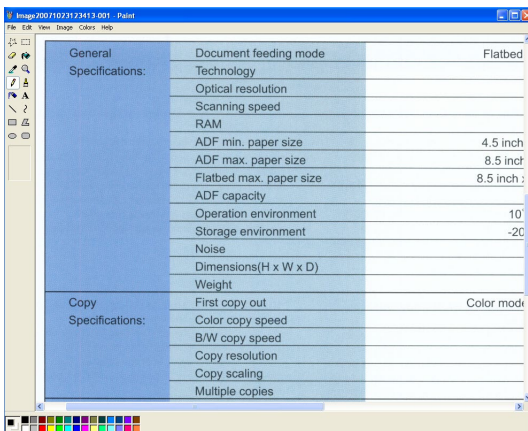 Image20071023123413-001 - Paint
File Edit View Image Colors Help
General Document feeding mode Flatbed
Specifications: Technology
Optical resolution
Scanning speed
RAM
ADF min. paper size 4.5 inch
ADF max. paper size 8.5 inch
Flatbed max. paper size 8.5 inch
ADF capacity
Operation environment 10
Storage environment -20
Noise
Dimensions(H x W x D)
Weight
Copy First copy out Color mode
Specifications: Color copy speed
B/W copy speed
Copy resolution
Copy scaling
Multiple copies